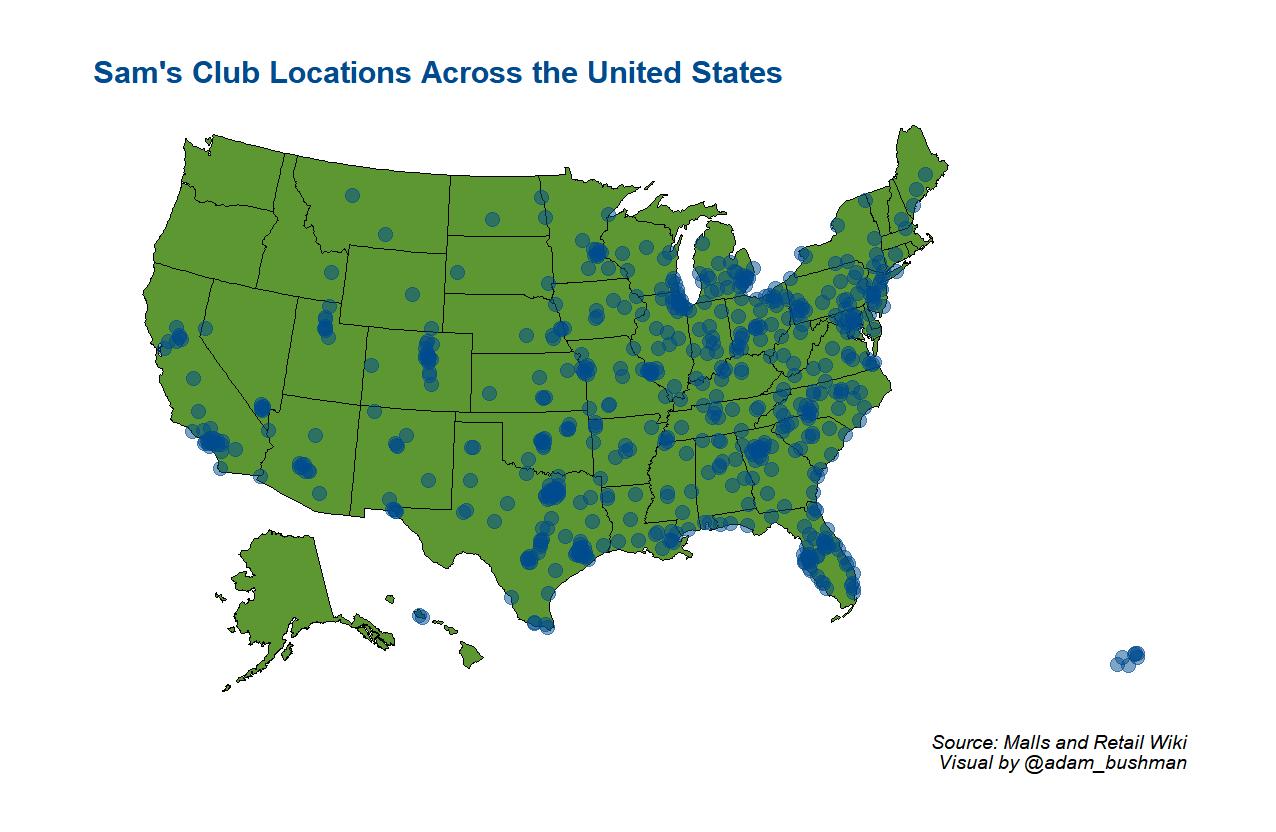 Sam's Club Locations Across the United States
Source: Malls and Retail Wiki
Visual by @adam_bushman